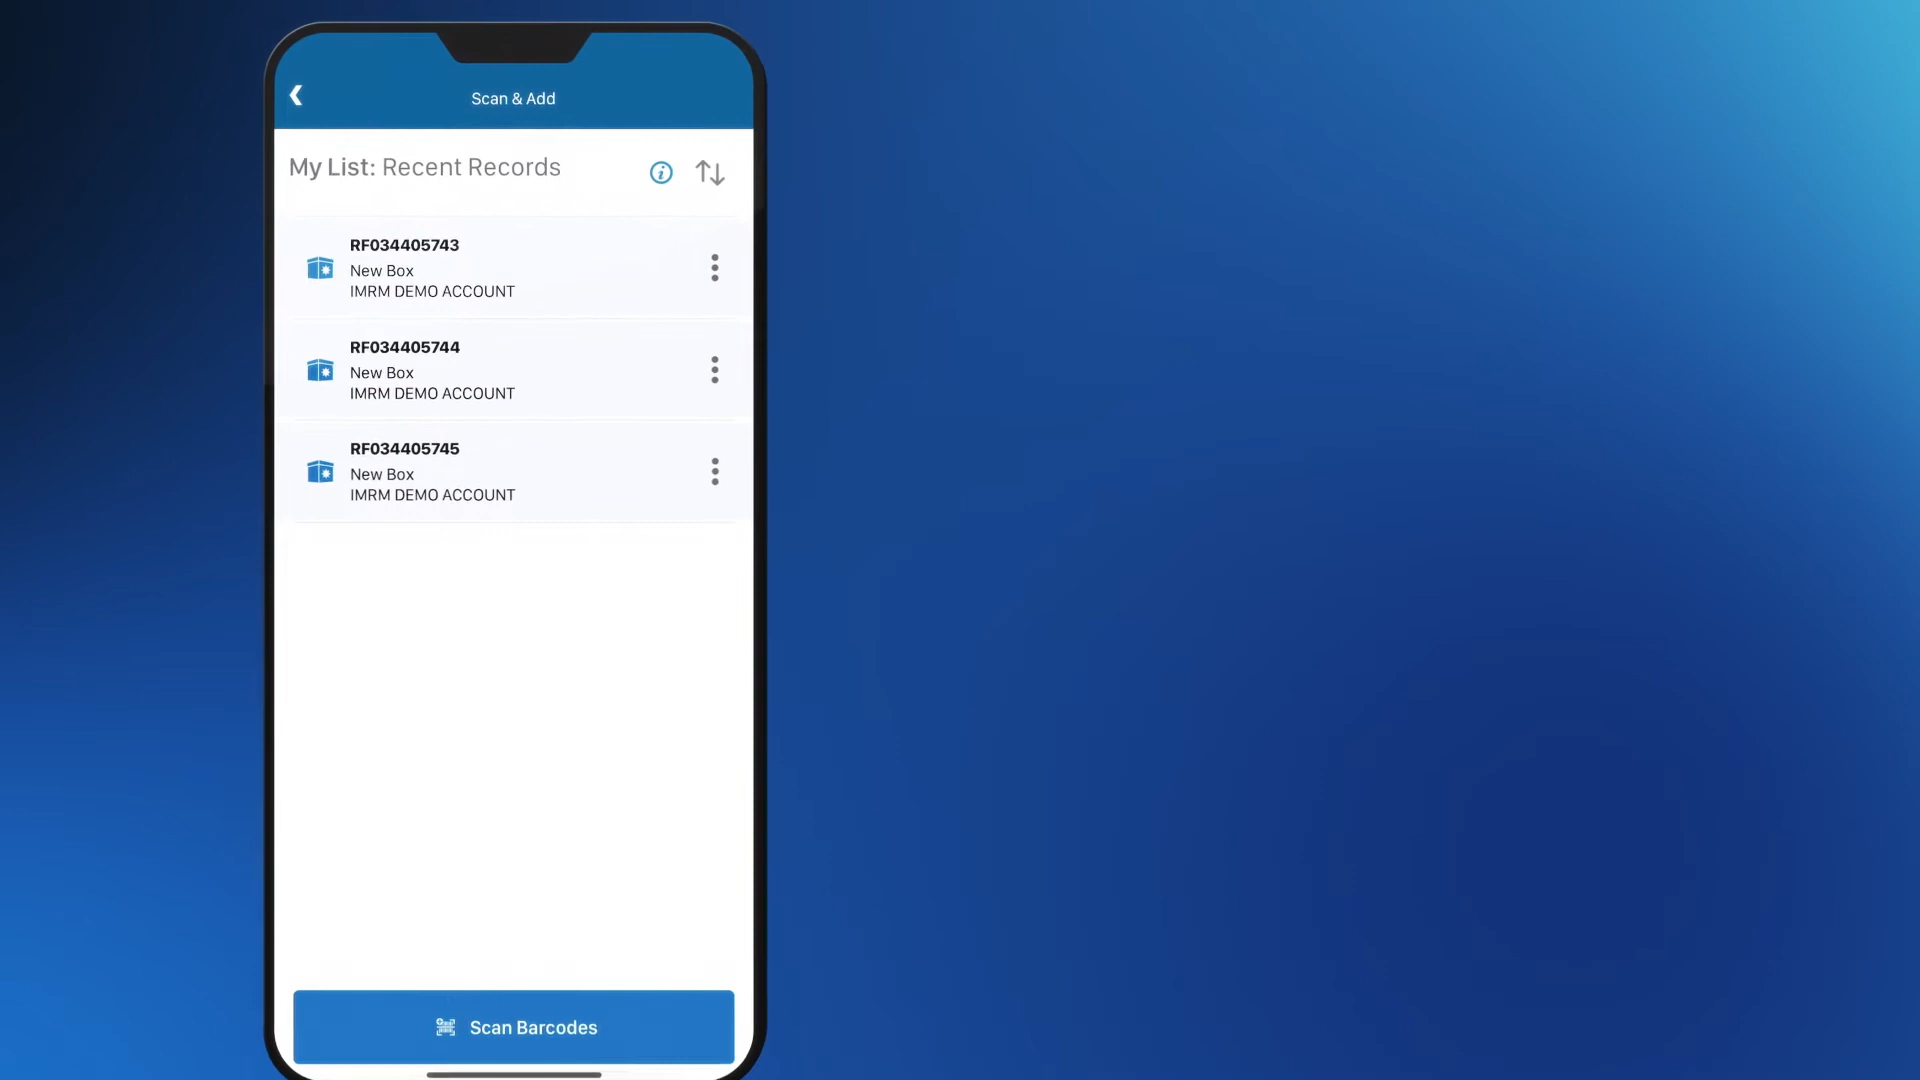 Scan & Add
My List: Recent Records
RF034405743
New Box
IMRM DEMO ACCOUNT
RF034405744
New Box
IMRM DEMO ACCOUNT
RF034405745
New Box
IMRM DEMO ACCOUNT
Scan Barcodes